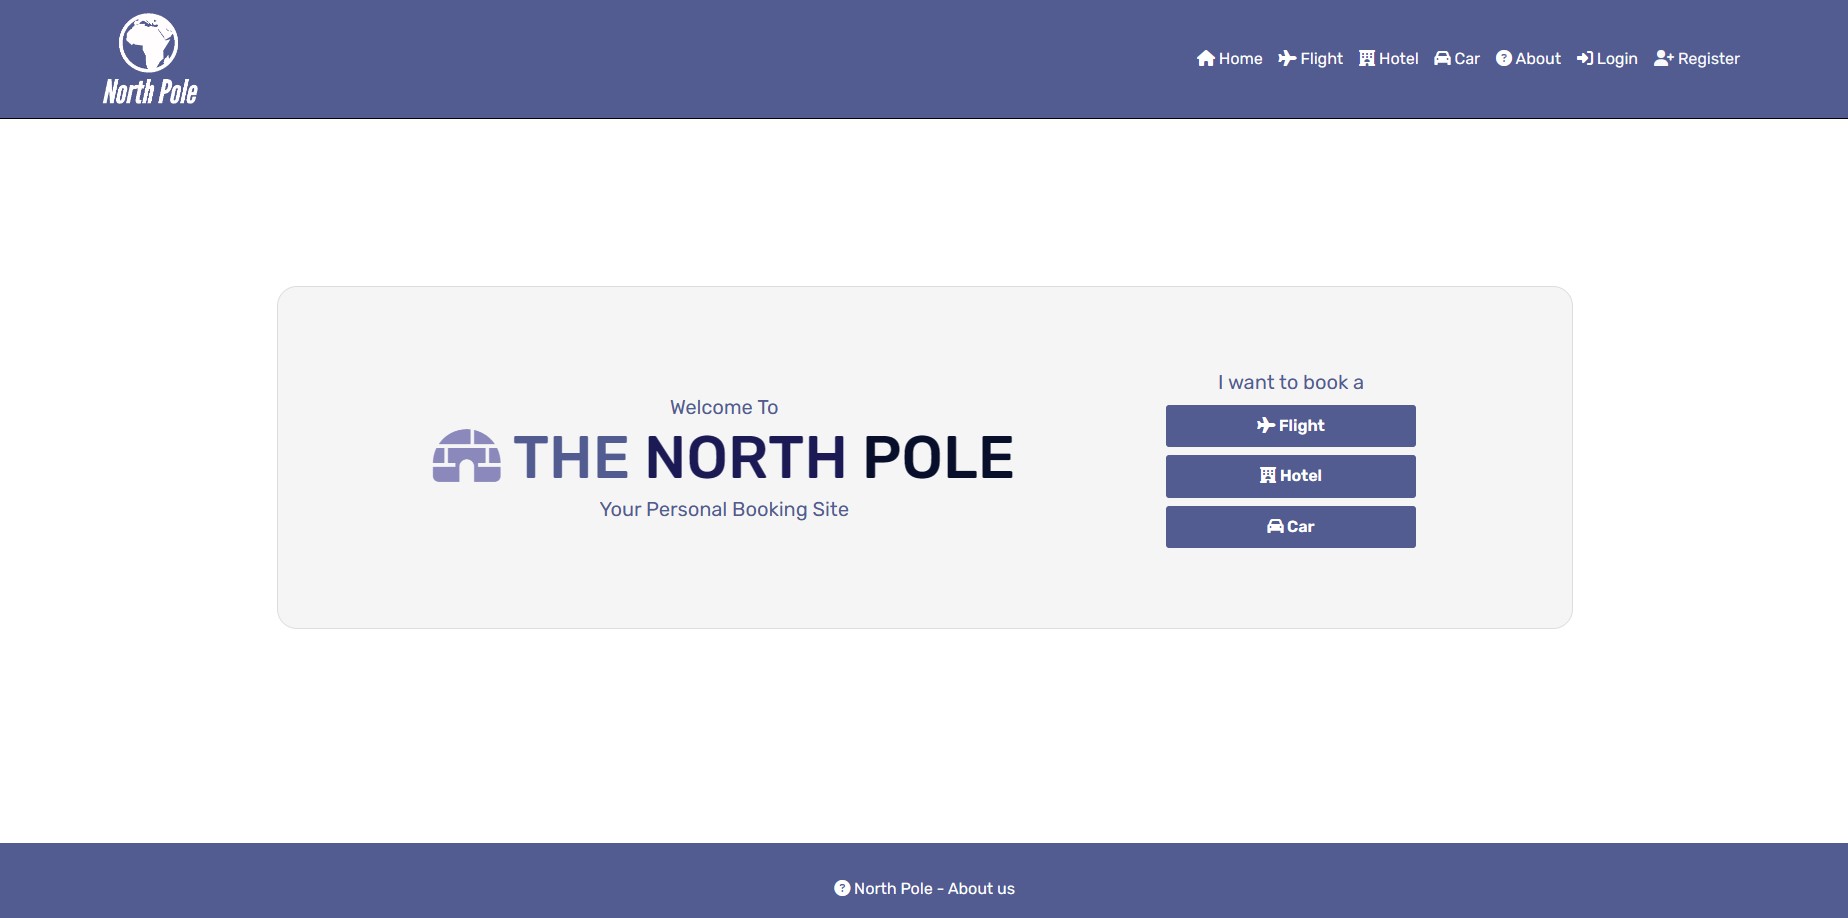 North Pole
Home Flight Hotel Car About Login Register
Welcome To
THE NORTH POLE
Your Personal Booking Site
I want to book a
Flight
Hotel
Car
North Pole - About us